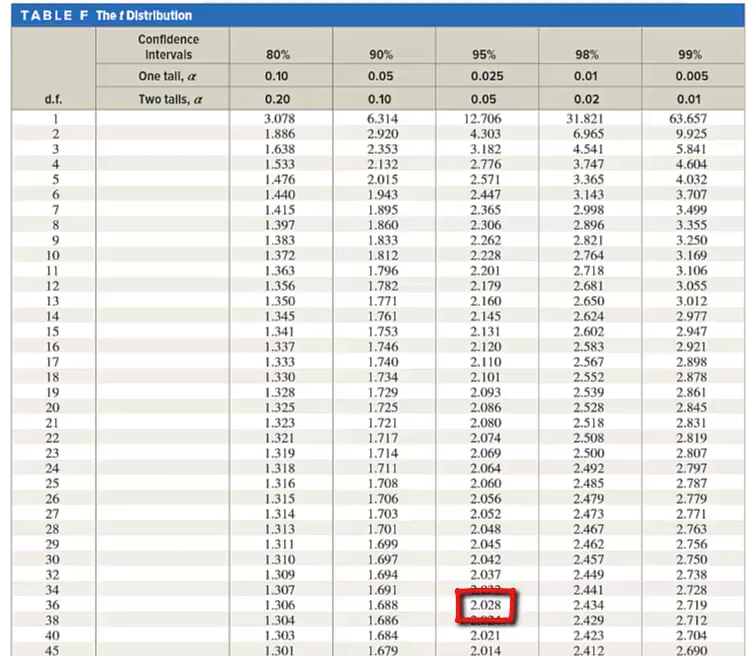 TABLE F The t Distribution
Confidence
Intervals 80% 90% 95% 98% 99%
One tail, α 0.10 0.05 0.025 0.01 0.005
d.f. Two tails, α 0.20 0.10 0.05 0.02 0.01
1 3.078 6.314 12.706 31.821 63.657
2 1.886 2.920 4.303 6.965 9.925
3 1.638 2.353 3.182 4.541 5.841
4 1.533 2.132 2.776 3.747 4.604
5 1.476 2.015 2.571 3.365 4.032
6 1.440 1.943 2.447 3.143 3.707
7 1.415 1.895 2.365 2.998 3.499
8 1.397 1.860 2.306 2.896 3.355
9 1.383 1.833 2.262 2.821 3.250
10 1.372 1.812 2.228 2.764 3.169
11 1.363 1.796 2.201 2.718 3.106
12 1.356 1.782 2.179 2.681 3.055
13 1.350 1.771 2.160 2.650 3.012
14 1.345 1.761 2.145 2.624 2.977
15 1.341 1.753 2.131 2.602 2.947
16 1.337 1.746 2.120 2.583 2.921
17 1.333 1.740 2.110 2.567 2.898
18 1.330 1.734 2.101 2.552 2.878
19 1.328 1.729 2.093 2.539 2.861
20 1.325 1.725 2.086 2.528 2.845
21 1.323 1.721 2.080 2.518 2.831
22 1.321 1.717 2.074 2.508 2.819
23 1.319 1.714 2.069 2.500 2.807
24 1.318 1.711 2.064 2.492 2.797
25 1.316 1.708 2.060 2.485 2.787
26 1.315 1.706 2.056 2.479 2.779
27 1.314 1.703 2.052 2.473 2.771
28 1.313 1.701 2.048 2.467 2.763
29 1.311 1.699 2.045 2.462 2.756
30 1.310 1.697 2.042 2.457 2.750
32 1.309 1.694 2.037 2.449 2.738
34 1.307 1.691 2.441 2.728
36 1.306 1.688 2.028 2.434 2.719
38 1.304 1.686 2.429 2.712
40 1.303 1.684 2.021 2.423 2.704
45 1.301 1.679 2.014 2.412 2.690